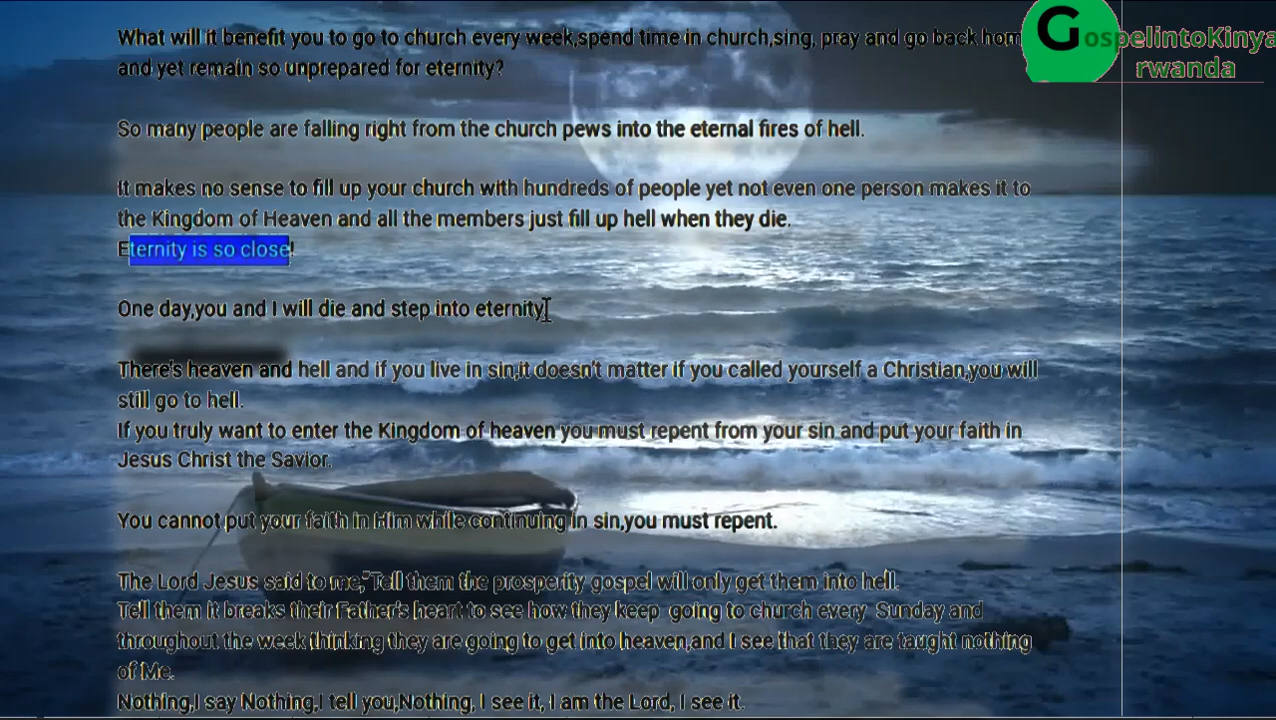 What will it benefit you to go to church every week,spend time in church,sing, pray and go back hom
and yet remain so unprepared for eternity?
So many people are falling right from the church pews into the eternal fires of hell.
It makes no sense to fill up your church with hundreds of people yet not even one person makes it to
the Kingdom of Heaven and all the members just fill up hell when they die.
Eternity is so close!
One day,you and I will die and step into eternity.
There's heaven and hell and if you live in sin,it doesn't matter if you called yourself a Christian,you will
still go to hell.
If you truly want to enter the Kingdom of heaven you must repent from your sin and put your faith in
Jesus Christ the Savior.
You cannot put your faith in Him while continuing in sin,you must repent.
The Lord Jesus said to me,"Tell them the prosperity gospel will only get them into hell.
Tell them it breaks their Father's heart to see how they keep going to church every Sunday and
throughout the week thinking they are going to get into heaven,and I see that they are taught nothing
of Me.
Nothing,I say Nothing,I tell you,Nothing, I see it, I am the Lord, I see it.
GospelintoKinya
rwanda